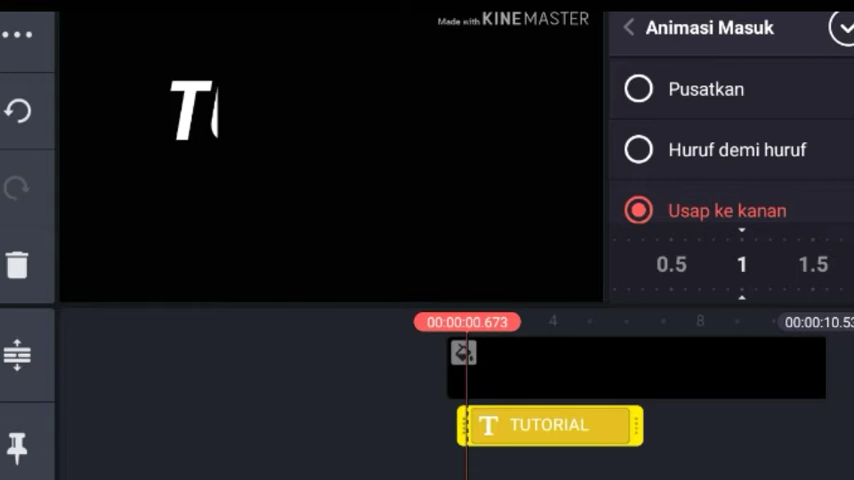 Made with KINEMASTER
Animasi Masuk
Pusatkan
TU
Huruf demi huruf
Usap ke kanan
0.5 1 1.5
00:00:00.673 4 8 00:00:10.53
T TUTORIAL